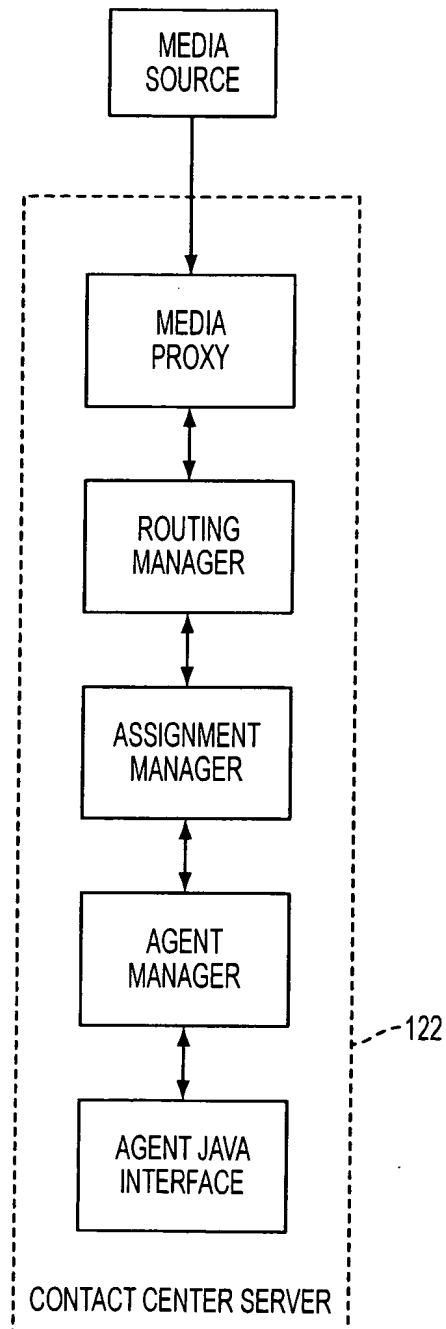 MEDIA
SOURCE
MEDIA
PROXY
ROUTING
MANAGER
ASSIGNMENT
MANAGER
AGENT
MANAGER
122
AGENT JAVA
INTERFACE
CONTACT CENTER SERVER